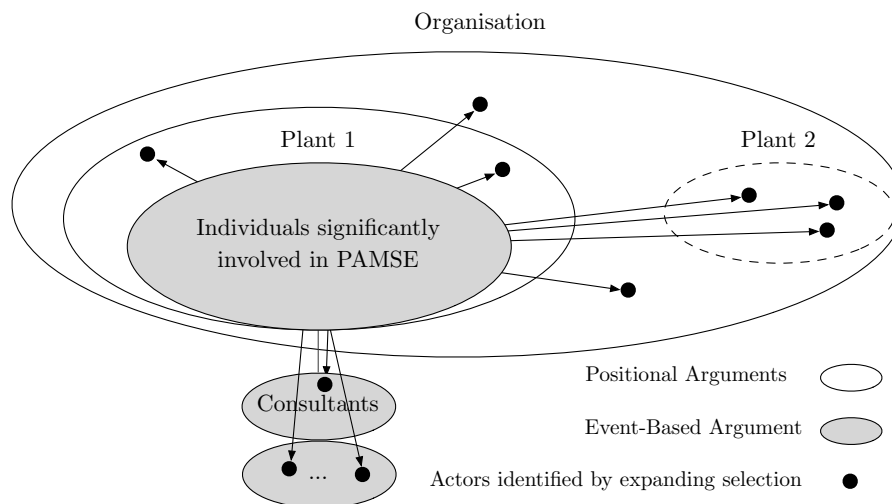 Organisation
Plant 1
Plant 2
Individuals significantly
involved in PAMSE
Consultants
...
Positional Arguments
Event-Based Argument
Actors identified by expanding selection